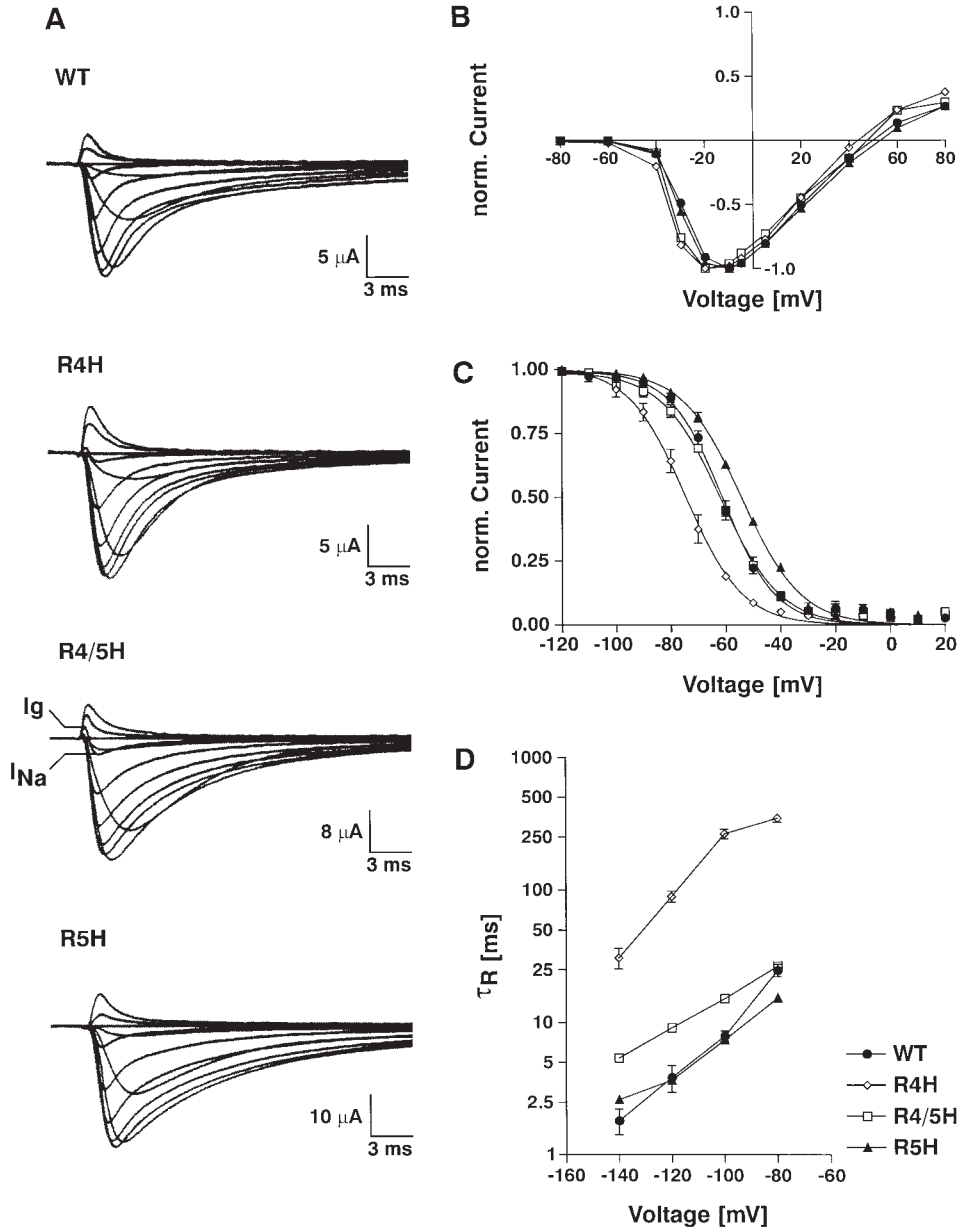 A
WT
5 µA
3 ms
R4H
5 µA
3 ms
R4/5H
Ig
INa
8 µA
3 ms
R5H
10 µA
3 ms
B
norm. Current
1.0
0.5
-0.5
-1.0
-80 -60 -20 20 60 80
Voltage [mV]
C
norm. Current
1.00
0.75
0.50
0.25
0.00
-120 -100 -80 -60 -40 -20 0 20
Voltage [mV]
D
τR [ms]
1000
500
250
100
50
25
10
5
2.5
1
-160 -140 -120 -100 -80 -60
Voltage [mV]
WT
R4H
R4/5H
R5H